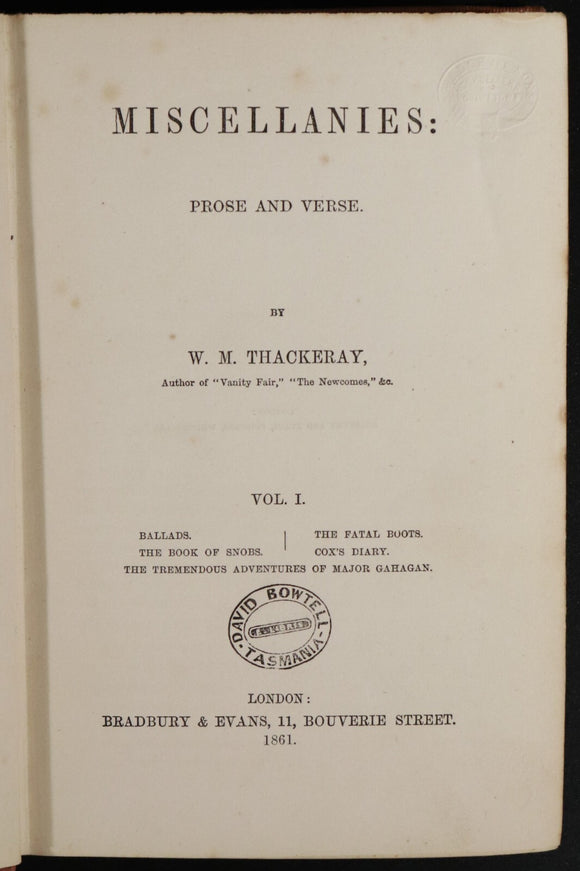 MISCELLANIES:
PROSE AND VERSE.
BY
W. M. THACKERAY,
Author of "Vanity Fair," "The Newcomes," &c.
VOL. I.
BALLADS. | THE FATAL BOOTS.
THE BOOK OF SNOBS. | COX'S DIARY.
THE TREMENDOUS ADVENTURES OF MAJOR GAHAGAN.
DAVID BOWTELL
TASMANIA
LONDON:
BRADBURY & EVANS, 11, BOUVERIE STREET.
1861.